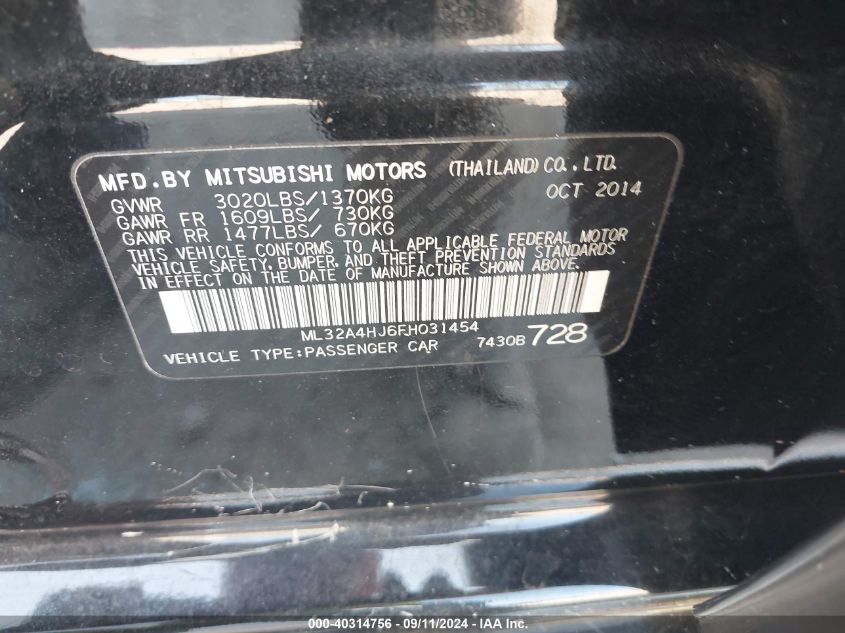 MFD.BY MITSUBISHI MOTORS (THAILAND) CO., LTD.
GVWR 3020LBS/1370KG OCT 2014
GAWR FR 1609LBS/ 730KG
GAWR RR 1477LBS/ 670KG
THIS VEHICLE CONFORMS TO ALL APPLICABLE FEDERAL MOTOR
VEHICLE SAFETY, BUMPER, AND THEFT PREVENTION STANDARDS
IN EFFECT ON THE DATE OF MANUFACTURE SHOWN ABOVE.
ML32A4HJ6FH031454
VEHICLE TYPE:PASSENGER CAR 7430B 728
000-40314756 - 09/11/2024 - IAAI Inc.